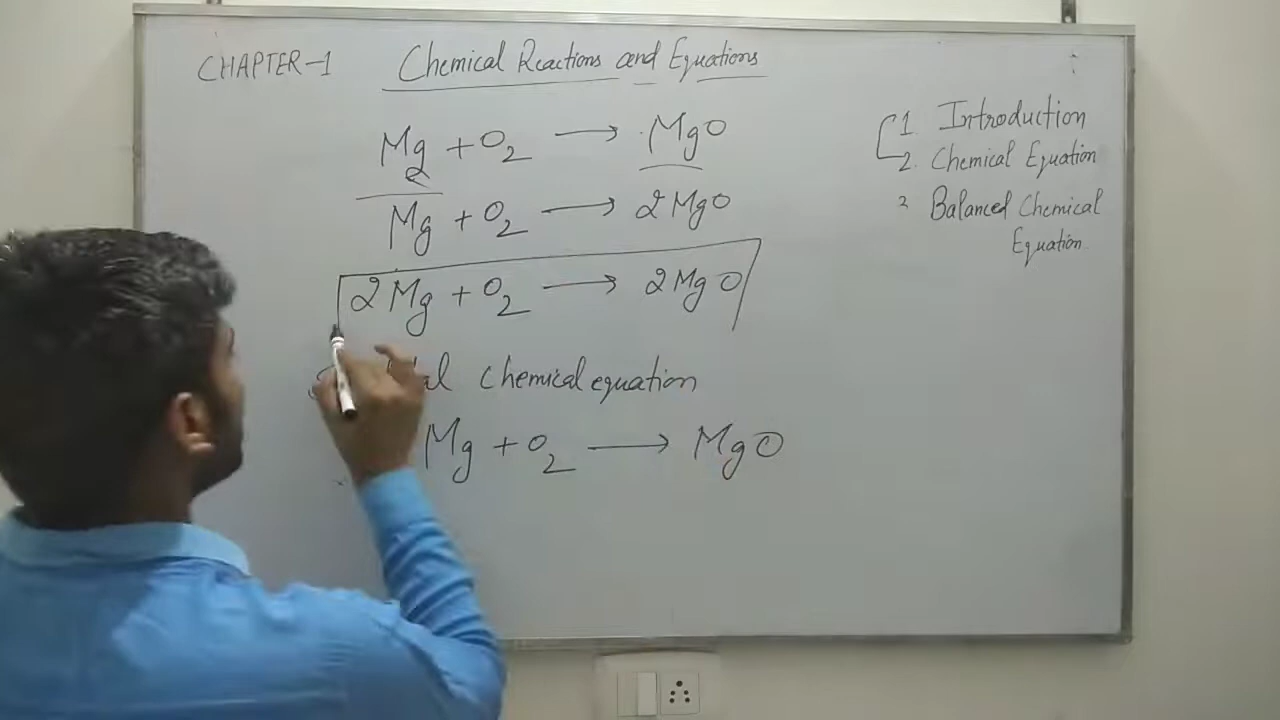 CHAPTER-1 Chemical Reactions and Equations
Mg + O2 → MgO
2
Mg + O2 → 2MgO
2Mg + O2 → 2MgO
chemical equation
Mg + O2 → MgO
1. Introduction
2. Chemical Equation
Balanced Chemical
Equation.